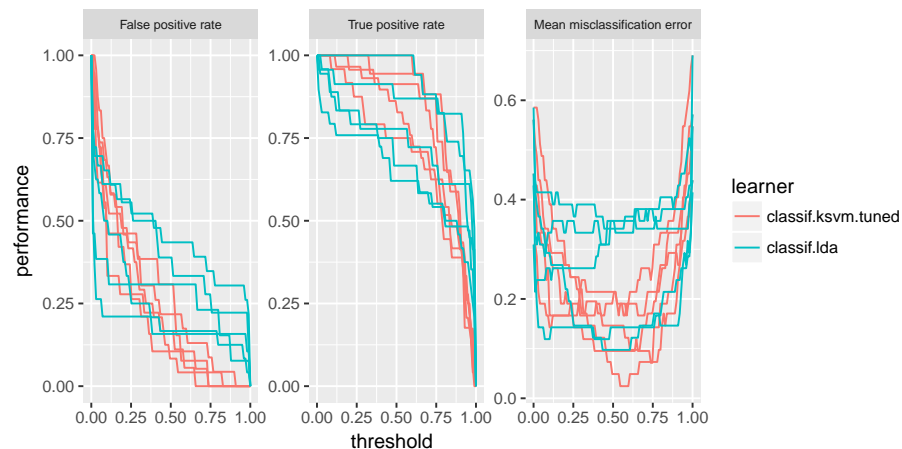 False positive rate True positive rate Mean misclassification error
1.00 1.00
0.6
0.75 0.75
learner
0.4
classif.ksvm.tuned
performance
0.50 0.50
classif.lda
0.2
0.25 0.25
0.00 0.00
0.0
0.00 0.25 0.50 0.75 1.00 0.00 0.25 0.50 0.75 1.00 0.00 0.25 0.50 0.75 1.00
threshold